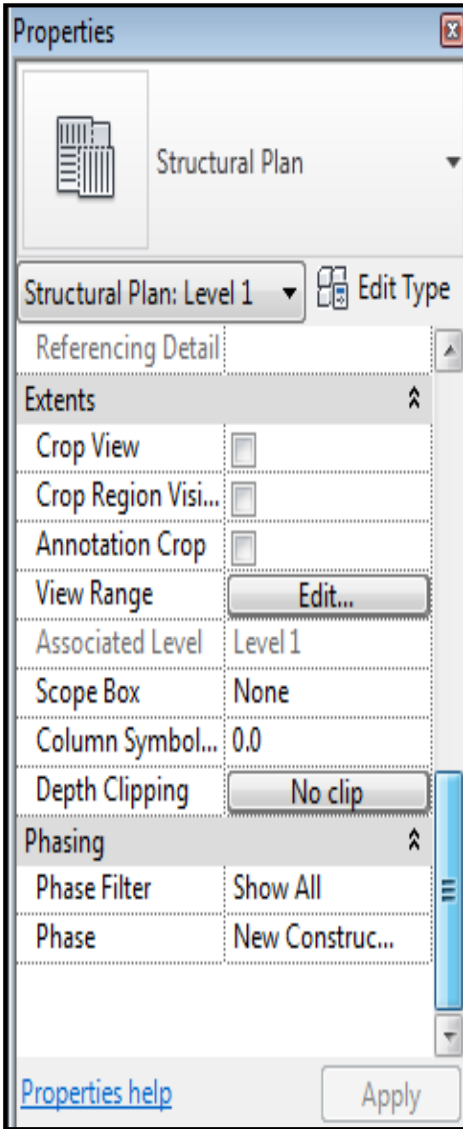 Properties
Structural Plan
Structural Plan: Level 1 Edit Type
Referencing Detail
Extents
Crop View
Crop Region Visi...
Annotation Crop
View Range Edit...
Associated Level Level 1
Scope Box None
Column Symbol... 0.0
Depth Clipping No clip
Phasing
Phase Filter Show All
Phase New Construc...
Properties help Apply